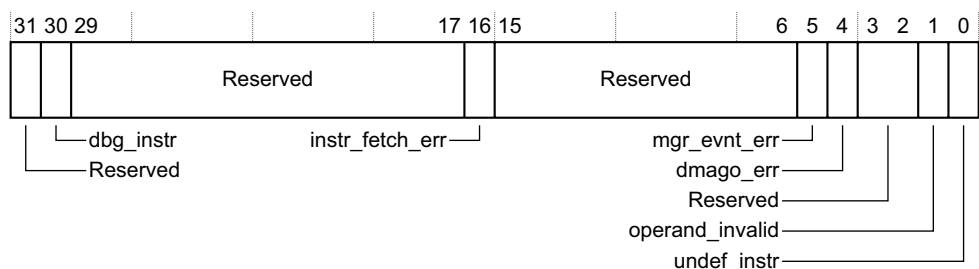 31 30 29 17 16 15 6 5 4 3 2 1 0
Reserved Reserved
dbg_instr instr_fetch_err mgr_evnt_err
Reserved dmago_err
Reserved
operand_invalid
undef_instr